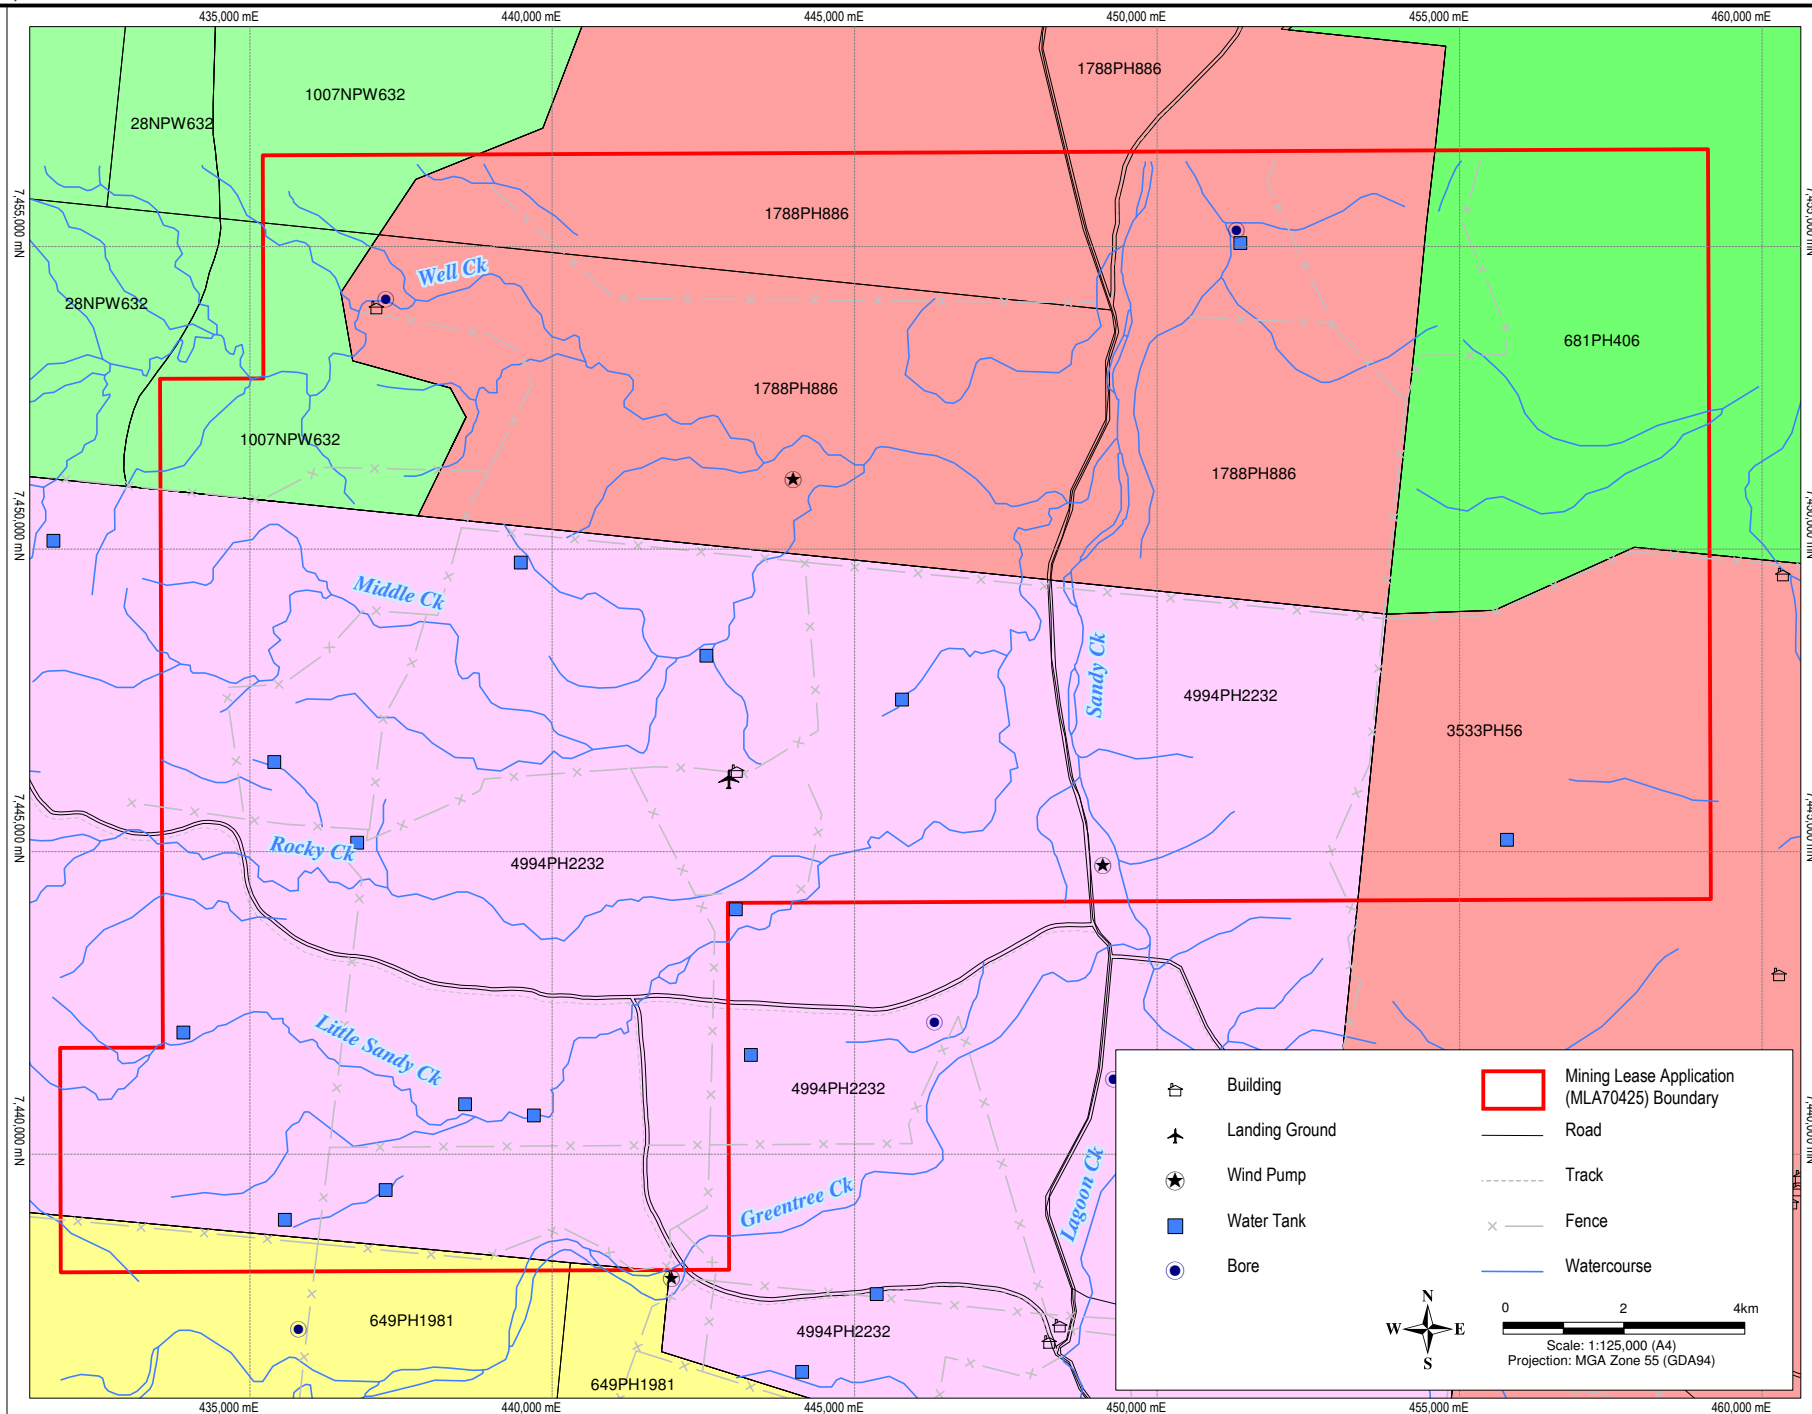 435,000 mE
440,000 mE
445,000 mE
450,000 mE
455,000 mE
460,000 mE
1788PH886
1007NPW632
28NPW632
7,455,000 mN
1788PH886
Well Ck
28NPW632
681PH406
1788PH886
1007NPW632
1788PH886
7,450,000 mN
Middle Ck
Sandy Ck
4994PH2232
3533PH56
7,445,000 mN
Rocky Ck
4994PH2232
Little Sandy Ck
4994PH2232
7,440,000 mN
Greentree Ck
Lagoon Ck
649PH1981
4994PH2232
649PH1981
Building
Landing Ground
Wind Pump
Water Tank
Bore
Mining Lease Application
(MLA70425) Boundary
Road
Track
Fence
Watercourse
N
W E
S
0 2 4km
Scale: 1:125,000 (A4)
Projection: MGA Zone 55 (GDA94)
435,000 mE
440,000 mE
445,000 mE
450,000 mE
455,000 mE
460,000 mE